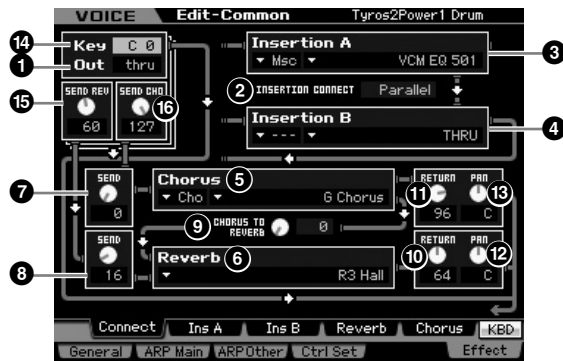 VOICE Edit-Common Tyros2Power1 Drum
14 Key C 0
1 Out thru
Insertion A
Msc VCM EQ 501 3
2 INSERTION CONNECT Parallel
15 SEND REV SEND CHO 16
60 127
Insertion B
--- THRU 4
7 SEND
0
Chorus 5
Cho G Chorus
RETURN PAN
11 13
96 C
9 CHORUS TO REVERB 0
8 SEND
16
Reverb 6
R3 Hall
RETURN PAN
10 12
64 C
Connect Ins A Ins B Reverb Chorus KBD
General ARP Main ARP Other Ctrl Set Effect